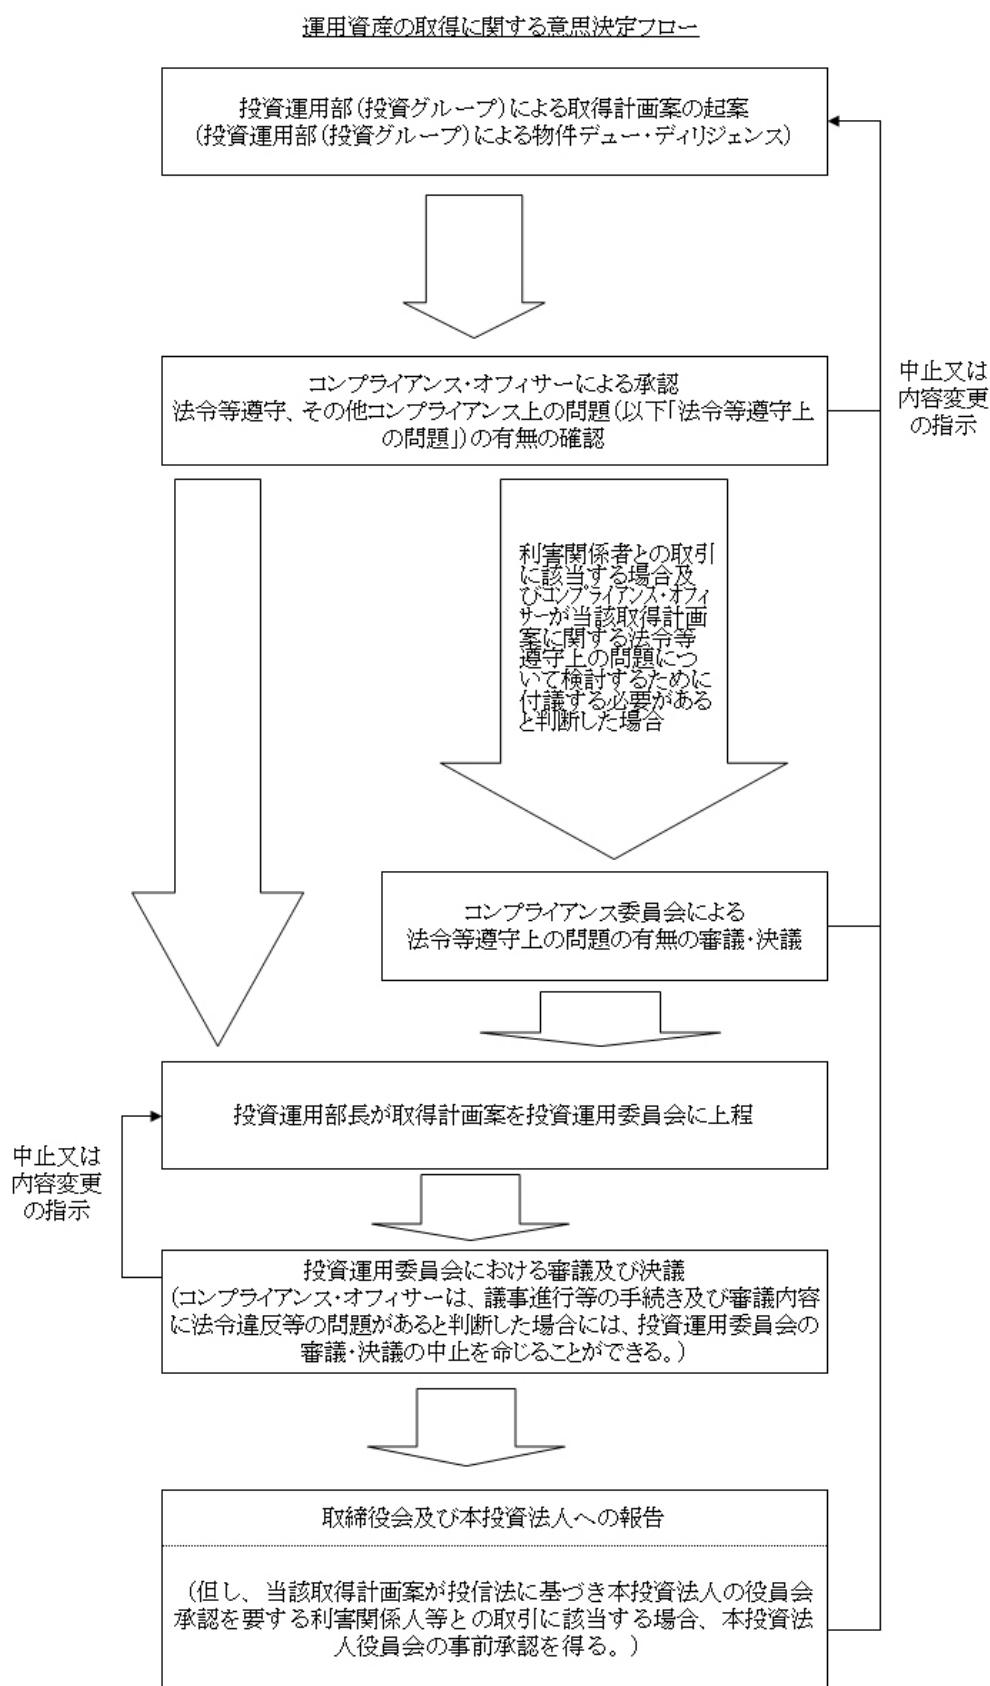 運用資産の取得に関する意思決定フロー
投資運用部(投資グループ)による取得計画案の起案
(投資運用部(投資グループ)による物件デュー・ディリジェンス)
コンプライアンス・オフィサーによる承認
法令等遵守、その他コンプライアンス上の問題(以下「法令等遵守上
の問題」)の有無の確認
中止又は
内容変更
の指示
利害関係者との取引
に該当する場合及
びコンプライアンス・オフィ
サーが当該取得計画
案に関する法令等
遵守上の問題につ
いて検討するために
付議する必要がある
と判断した場合
コンプライアンス委員会による
法令等遵守上の問題の有無の審議・決議
投資運用部長が取得計画案を投資運用委員会に上程
中止又は
内容変更
の指示
投資運用委員会における審議及び決議
(コンプライアンス・オフィサーは、議事進行等の手続き及び審議内容
に法令違反等の問題があると判断した場合には、投資運用委員会の
審議・決議の中止を命じることができる。)
取締役会及び本投資法人への報告
(但し、当該取得計画案が投信法に基づき本投資法人の役員会
承認を要する利害関係人等との取引に該当する場合、本投資法
人役員会の事前承認を得る。)